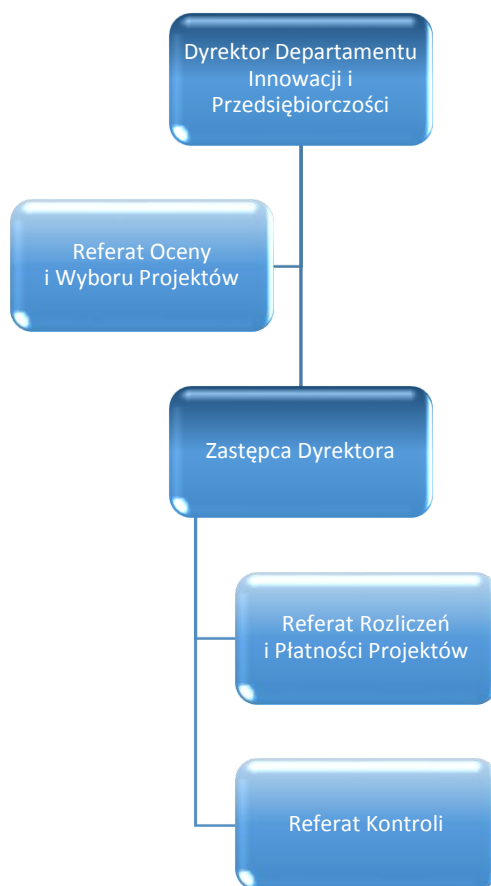 Dyrektor Departamentu
Innowacji i
Przedsiębiorczości
Referat Oceny
i Wyboru Projektów
Zastępca Dyrektora
Referat Rozliczeń
i Płatności Projektów
Referat Kontroli